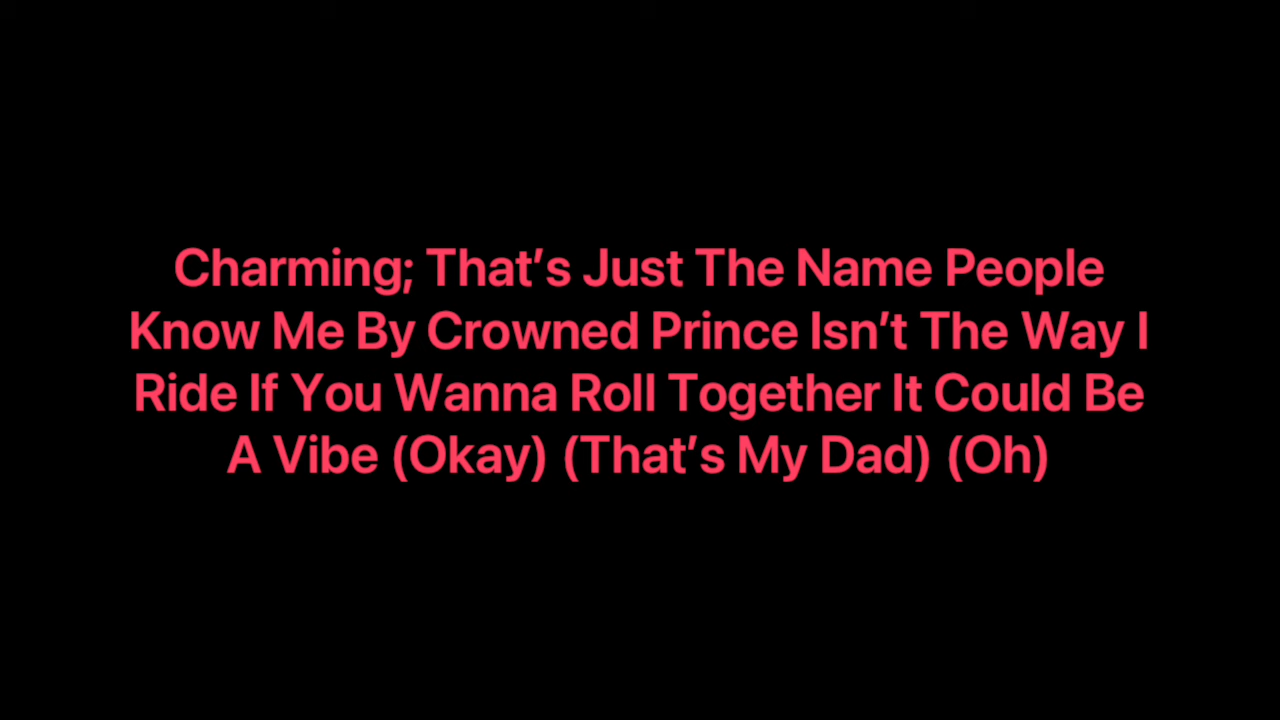 Charming; That’s Just The Name People
Know Me By Crowned Prince Isn’t The Way I
Ride If You Wanna Roll Together It Could Be
A Vibe (Okay) (That’s My Dad) (Oh)